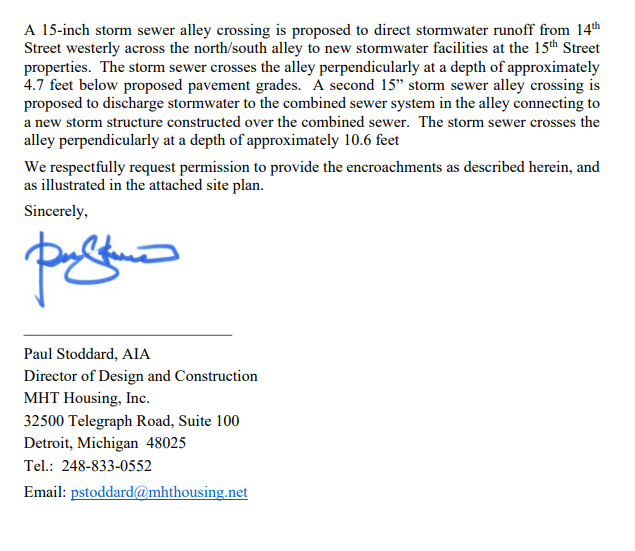 A 15-inch storm sewer alley crossing is proposed to direct stormwater runoff from 14th
Street westerly across the north/south alley to new stormwater facilities at the 15th Street
properties.  The storm sewer crosses the alley perpendicularly at a depth of approximately
4.7 feet below proposed pavement grades.  A second 15” storm sewer alley crossing is
proposed to discharge stormwater to the combined sewer system in the alley connecting to
a new storm structure constructed over the combined sewer.  The storm sewer crosses the
alley perpendicularly at a depth of approximately 10.6 feet
We respectfully request permission to provide the encroachments as described herein, and
as illustrated in the attached site plan.
Sincerely,
Paul Stoddard, AIA
Director of Design and Construction
MHT Housing, Inc.
32500 Telegraph Road, Suite 100
Detroit, Michigan  48025
Tel.:  248-833-0552
Email: pstoddard@mhthousing.net